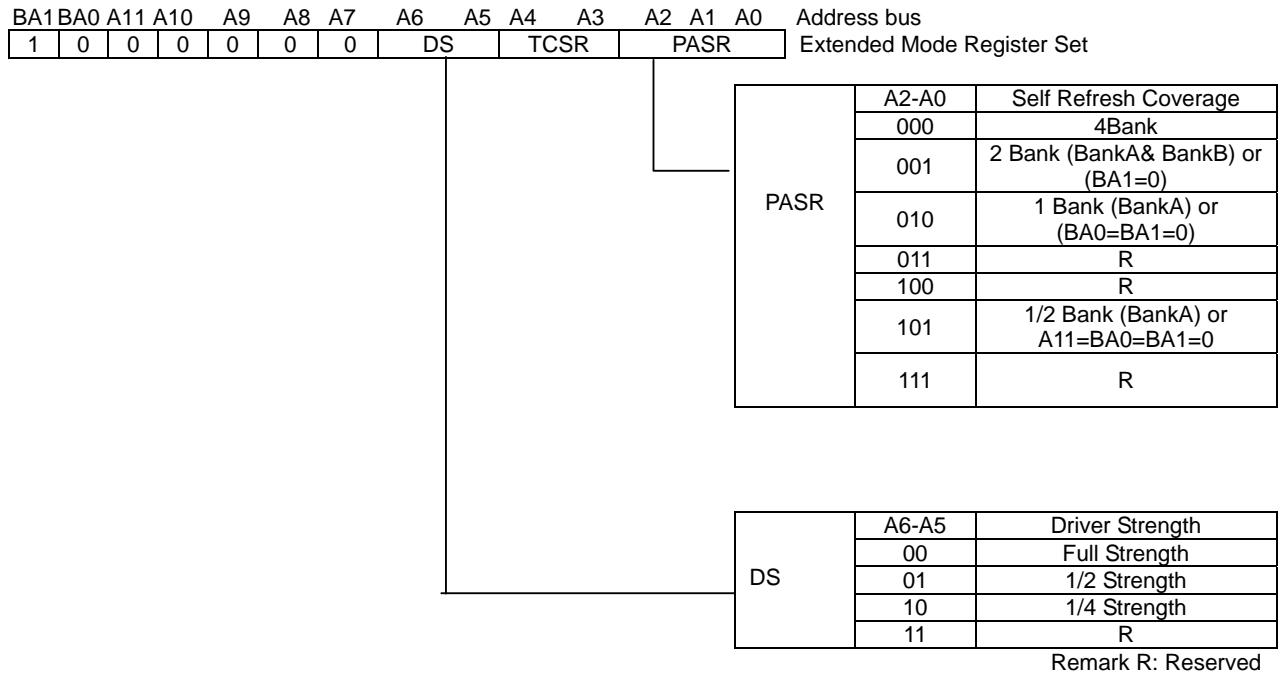 BA1 BA0 A11 A10 A9 A8 A7 A6 A5 A4 A3 A2 A1 A0 Address bus
1 0 0 0 0 0 0 DS TCSR PASR Extended Mode Register Set
PASR
A2-A0 Self Refresh Coverage
000 4Bank
001 2 Bank (BankA& BankB) or
(BA1=0)
010 1 Bank (BankA) or
(BA0=BA1=0)
011 R
100 R
101 1/2 Bank (BankA) or
A11=BA0=BA1=0
111 R
DS
A6-A5 Driver Strength
00 Full Strength
01 1/2 Strength
10 1/4 Strength
11 R
Remark R: Reserved